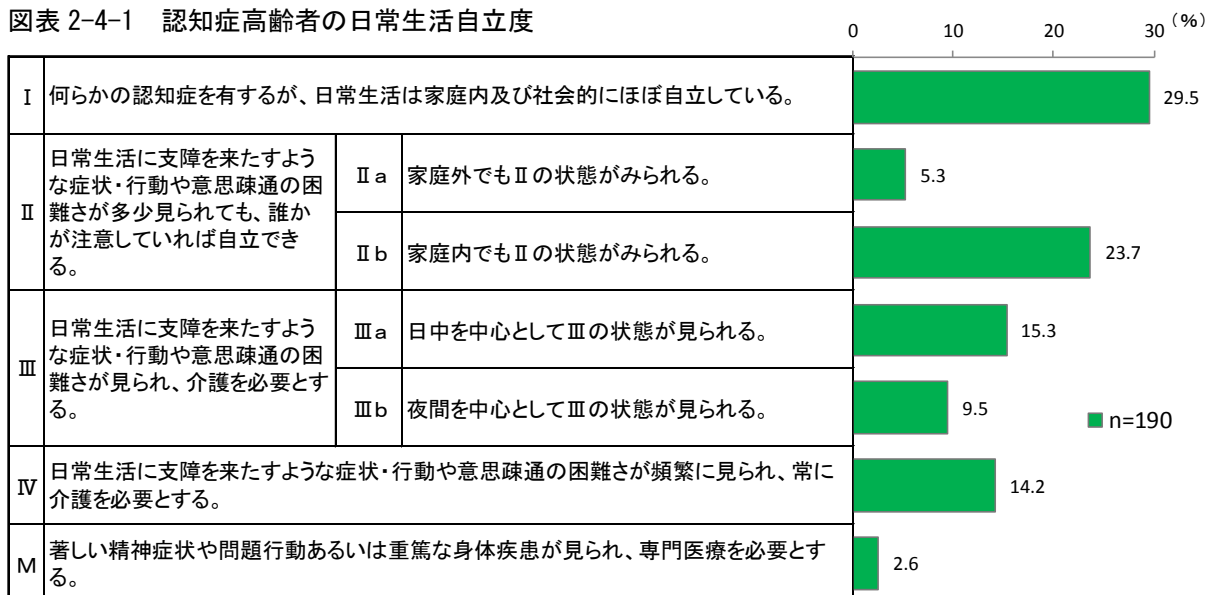 図表 2-4-1 認知症高齢者の日常生活自立度
0 10 20 30 (%)
Ⅰ 何らかの認知症を有するが、日常生活は家庭内及び社会的にほぼ自立している。 29.5
Ⅱ
日常生活に支障を来たすよう
な症状・行動や意思疎通の困
難さが多少見られても、誰か
が注意していれば自立でき
る。
Ⅱa 家庭外でもⅡの状態がみられる。 5.3
Ⅱb 家庭内でもⅡの状態がみられる。 23.7
Ⅲ
日常生活に支障を来たすよう
な症状・行動や意思疎通の困
難さが見られ、介護を必要とす
る。
Ⅲa 日中を中心としてⅢの状態が見られる。 15.3
Ⅲb 夜間を中心としてⅢの状態が見られる。 9.5
n=190
Ⅳ
日常生活に支障を来たすような症状・行動や意思疎通の困難さが頻繁に見られ、常に
介護を必要とする。
14.2
M
著しい精神症状や問題行動あるいは重篤な身体疾患が見られ、専門医療を必要とす
る。
2.6